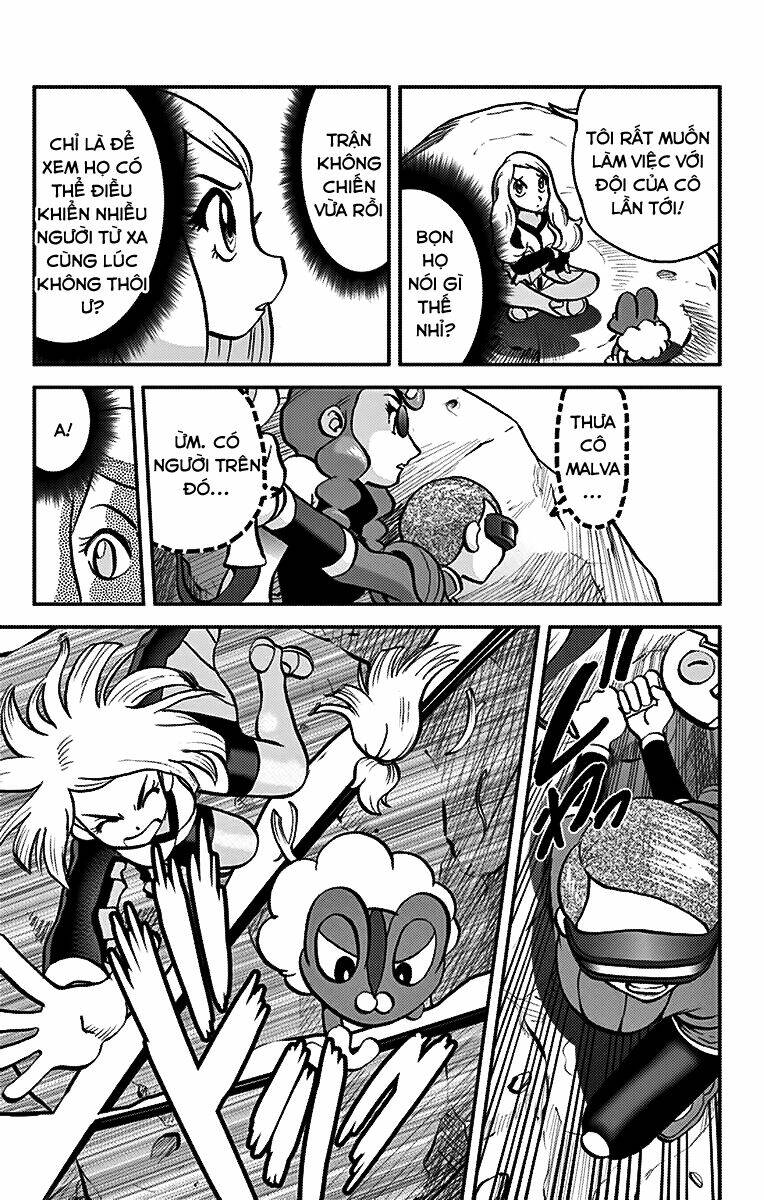 TÔI RẤT MUỐN
LÀM VIỆC VỚI
ĐỘI CỦA CÔ
LẦN TỚI!
BỌN
HỌ
NÓI GÌ
THẾ
NHỈ?
TRẬN
KHÔNG
CHIẾN
VỪA RỒI
CHỈ LÀ ĐỂ
XEM HỌ CÓ
THỂ ĐIỀU
KHIỂN NHIỀU
NGƯỜI TỪ XA
CÙNG LÚC
KHÔNG THÔI
Ư?
THƯA
CÔ
MALVA
...
ỪM. CÓ
NGƯỜI TRÊN
ĐÓ...
A!